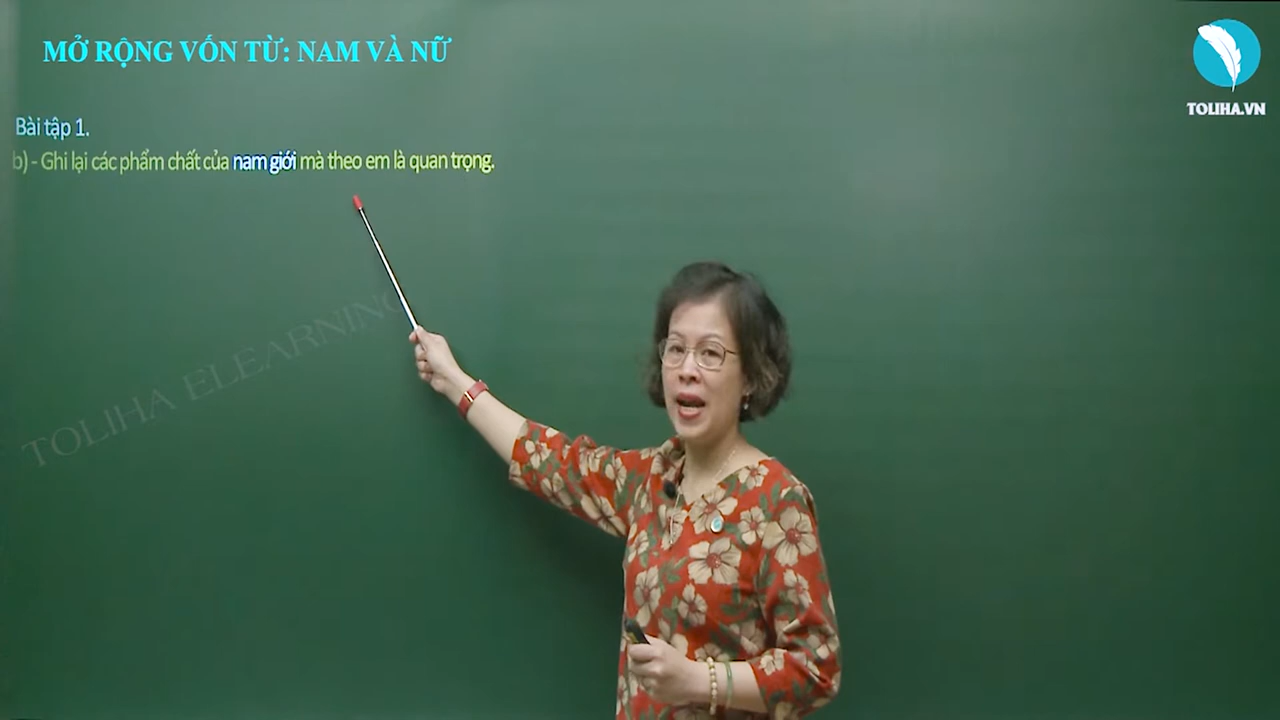 MỞ RỘNG VỐN TỪ: NAM VÀ NỮ
TOLIHA.VN
Bài tập 1.
b) - Ghi lại các phẩm chất của nam giới mà theo em là quan trọng.
TOLIHA ELEARNING